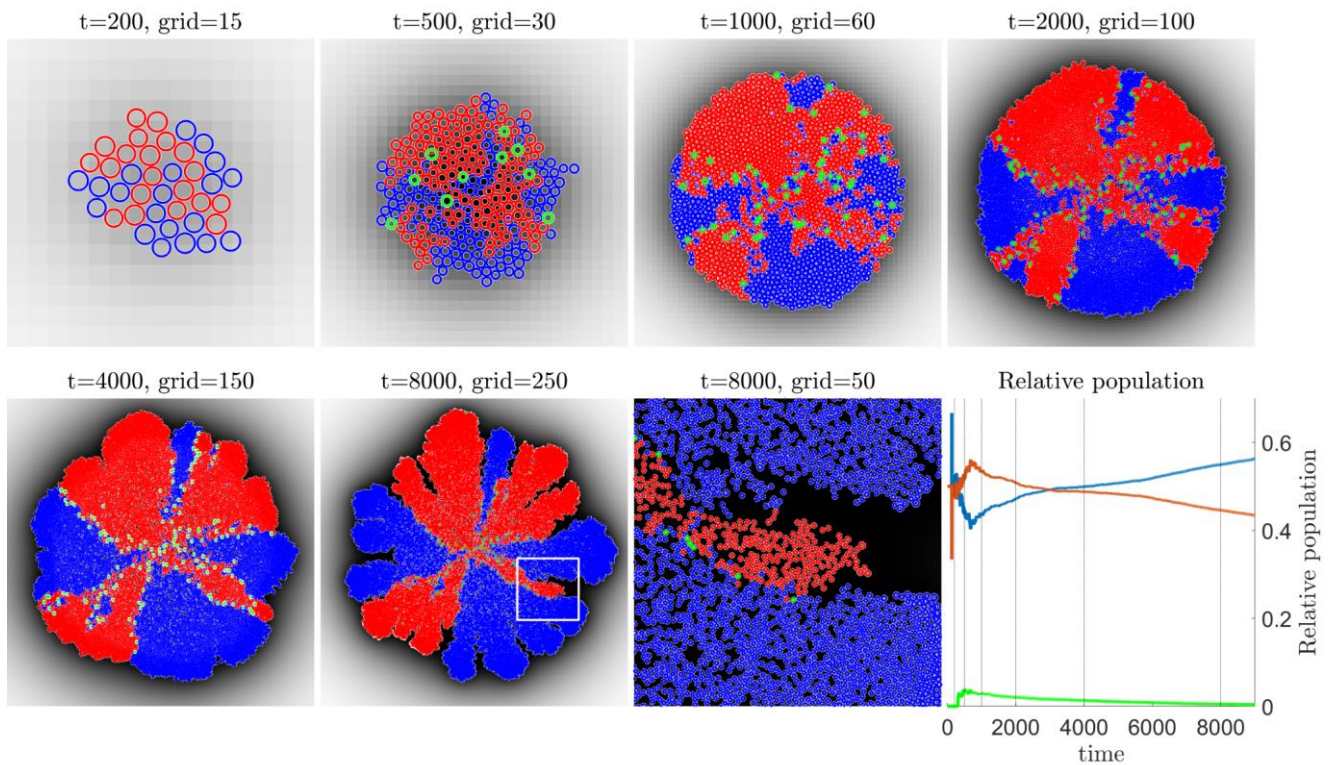 t=200, grid=15
t=500, grid=30
t=1000, grid=60
t=2000, grid=100
t=4000, grid=150
t=8000, grid=250
t=8000, grid=50
Relative population
0.6
0.4
0.2
0
Relative population
0
2000
4000
6000
8000
time